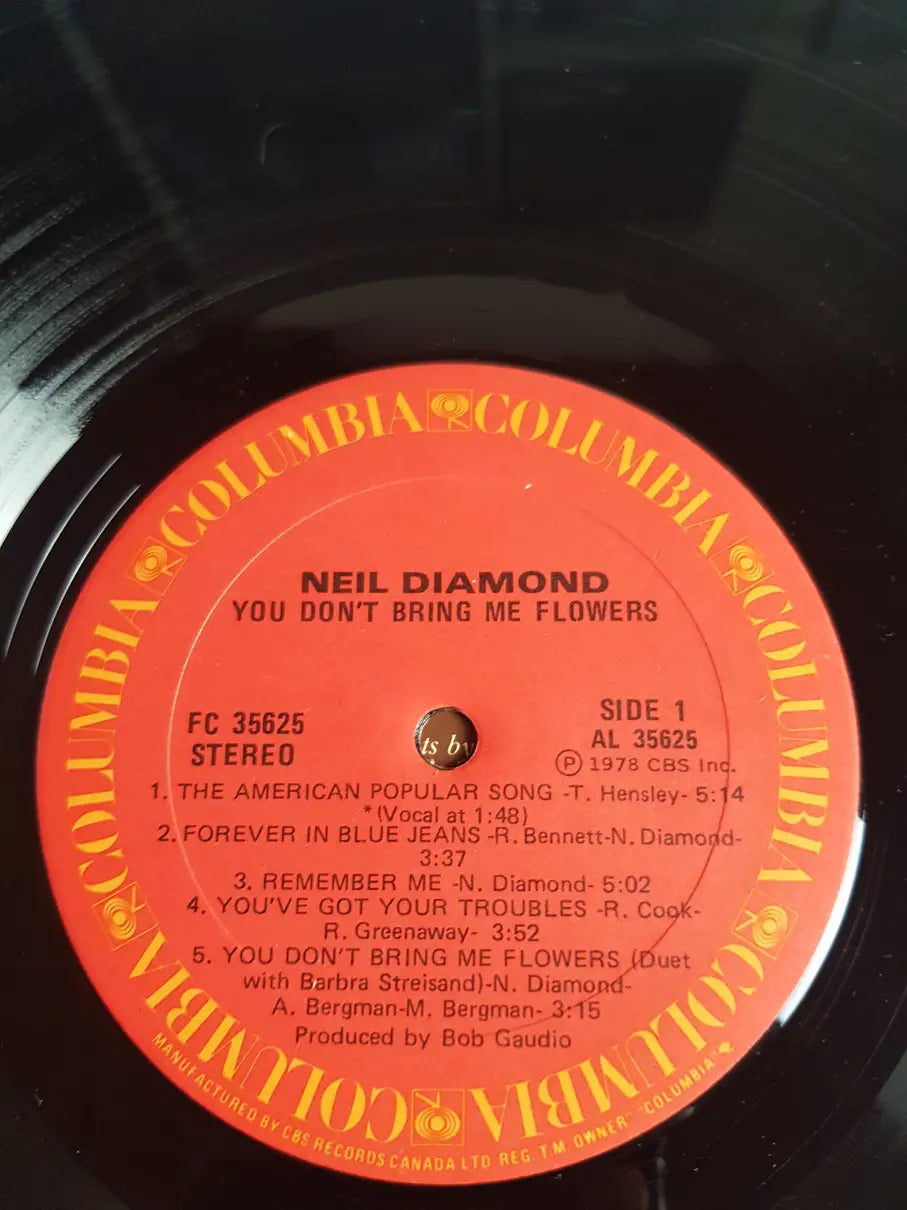 COLUMBIA COLUMBIA COLUMBIA COLUMBIA COLUMBIA COLUMBIA
NEIL DIAMOND
YOU DON'T BRING ME FLOWERS
FC 35625
STEREO
ts by
SIDE 1
AL 35625
Ⓟ 1978 CBS Inc.
1. THE AMERICAN POPULAR SONG -T. Hensley- 5:14
*(Vocal at 1:48)
2. FOREVER IN BLUE JEANS -R. Bennett-N. Diamond-
3:37
3. REMEMBER ME -N. Diamond- 5:02
4. YOU'VE GOT YOUR TROUBLES -R. Cook-
R. Greenaway- 3:52
5. YOU DON'T BRING ME FLOWERS (Duet
with Barbra Streisand)-N. Diamond-
A. Bergman-M. Bergman- 3:15
Produced by Bob Gaudio
MANUFACTURED BY CBS RECORDS CANADA LTD REG. T.M. OWNER "COLUMBIA"